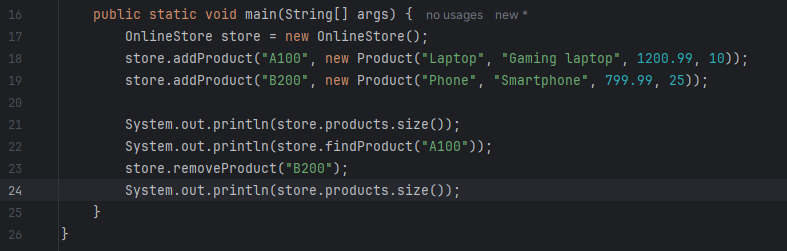 16 public static void main(String[] args) { no usages new *
17 OnlineStore store = new OnlineStore();
18 store.addProduct("A100", new Product("Laptop", "Gaming laptop", 1200.99, 10));
19 store.addProduct("B200", new Product("Phone", "Smartphone", 799.99, 25));
20
21 System.out.println(store.products.size());
22 System.out.println(store.findProduct("A100"));
23 store.removeProduct("B200");
24 System.out.println(store.products.size());
25 }
26 }